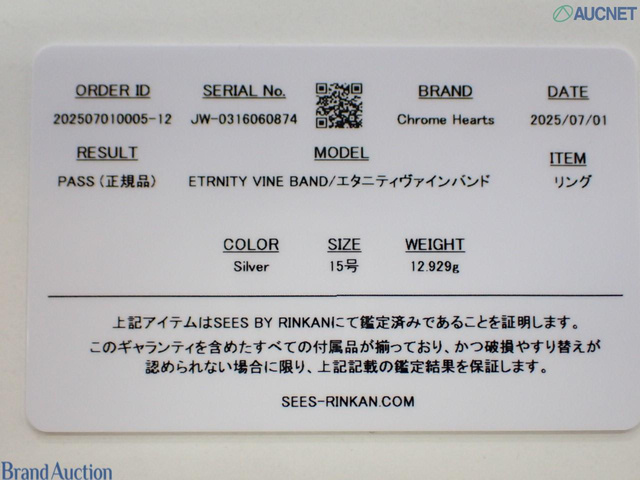 AUCNET
ORDER ID SERIAL No. BRAND DATE
202507010005-12 JW-0316060874 Chrome Hearts 2025/07/01
RESULT MODEL ITEM
PASS (正規品) ETRNITY VINE BAND/エタニティヴァインバンド リング
COLOR SIZE WEIGHT
Silver 15号 12.929g
上記アイテムはSEES BY RINKANにて鑑定済みであることを証明します。
このギャランティを含めたすべての付属品が揃っており、かつ破損やすり替えが
認められない場合に限り、上記記載の鑑定結果を保証します。
SEES-RINKAN.COM
Brand Auction